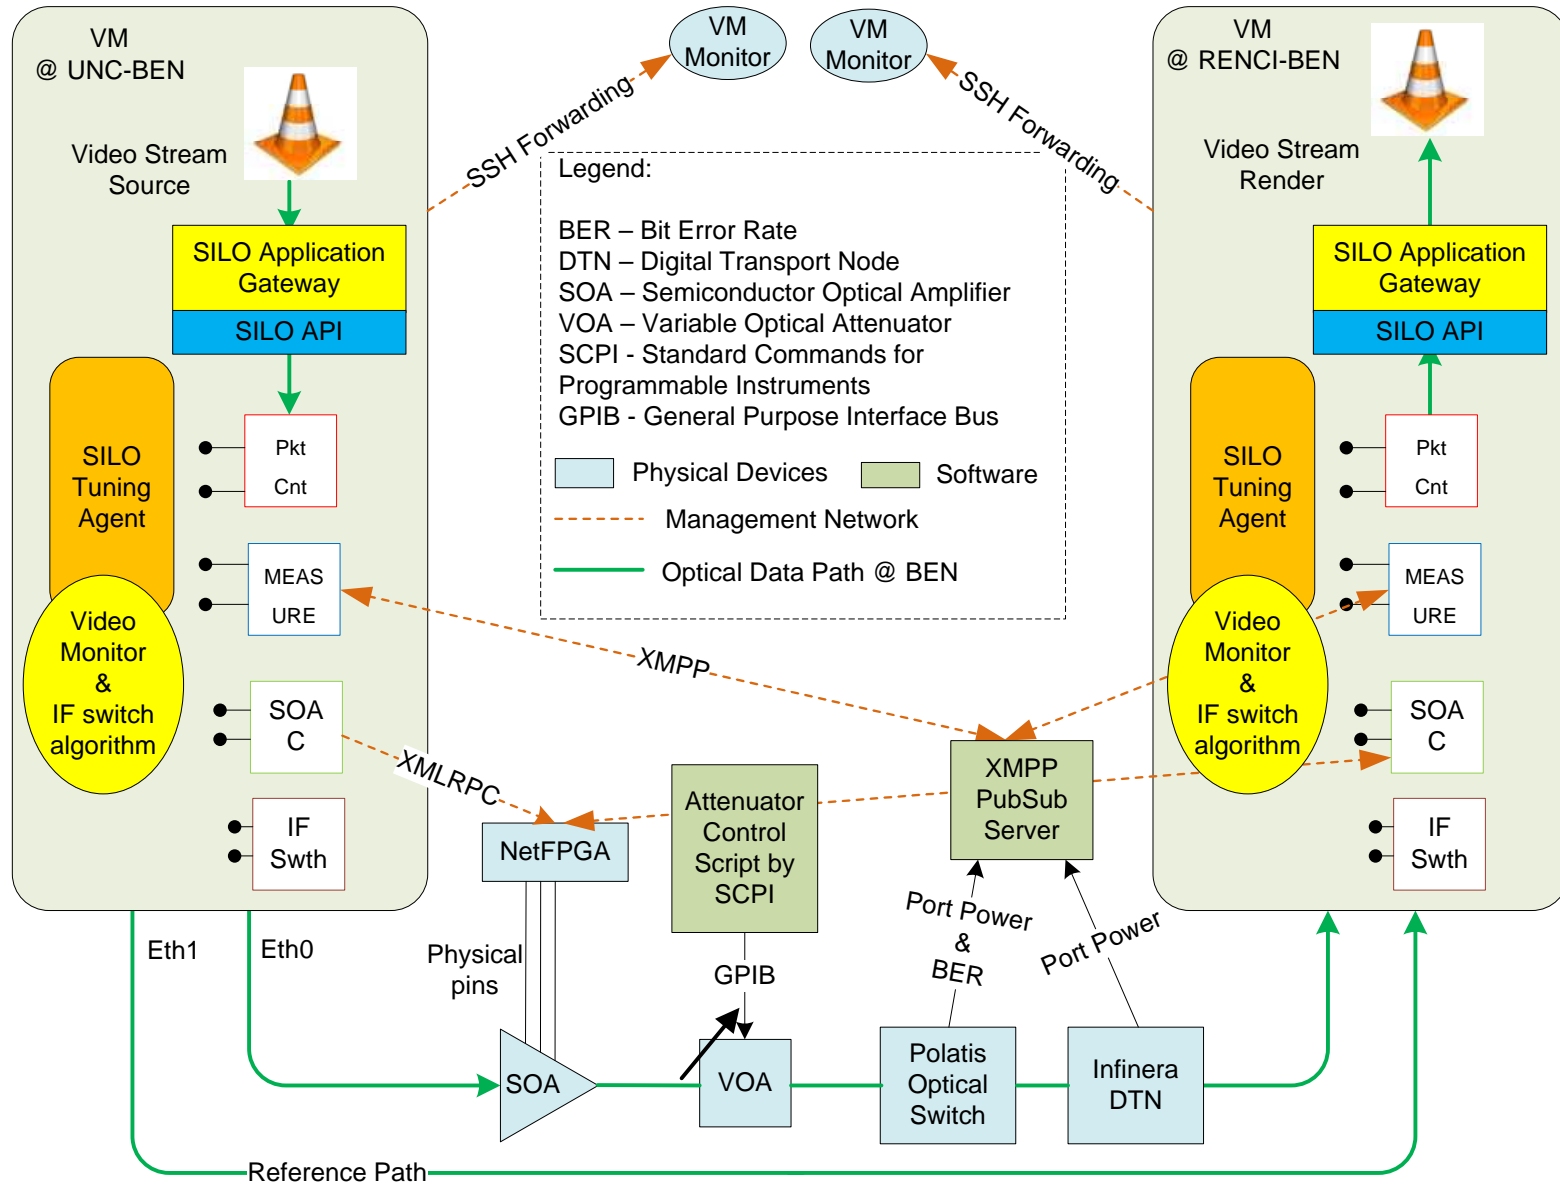 VM
@ UNC-BEN
Video Stream
Source
SILO Application
Gateway
SILO API
SILO
Tuning
Agent
Pkt
Cnt
MEAS
URE
Video
Monitor
&
IF switch
algorithm
SOA
C
IF
Swth
VM
Monitor
VM
Monitor
SSH Forwarding
SSH Forwarding
Legend:
BER – Bit Error Rate
DTN – Digital Transport Node
SOA – Semiconductor Optical Amplifier
VOA – Variable Optical Attenuator
SCPI - Standard Commands for
Programmable Instruments
GPIB - General Purpose Interface Bus
Physical Devices
Software
Management Network
Optical Data Path @ BEN
XMPP
XMLRPC
NetFPGA
Attenuator
Control
Script by
SCPI
XMPP
PubSub
Server
VM
@ RENCI-BEN
Video Stream
Render
SILO Application
Gateway
SILO API
SILO
Tuning
Agent
Pkt
Cnt
MEAS
URE
Video
Monitor
&
IF switch
algorithm
SOA
C
IF
Swth
Eth1
Eth0
Physical
pins
GPIB
Port Power
&
BER
Port Power
SOA
VOA
Polatis
Optical
Switch
Infinera
DTN
Reference Path